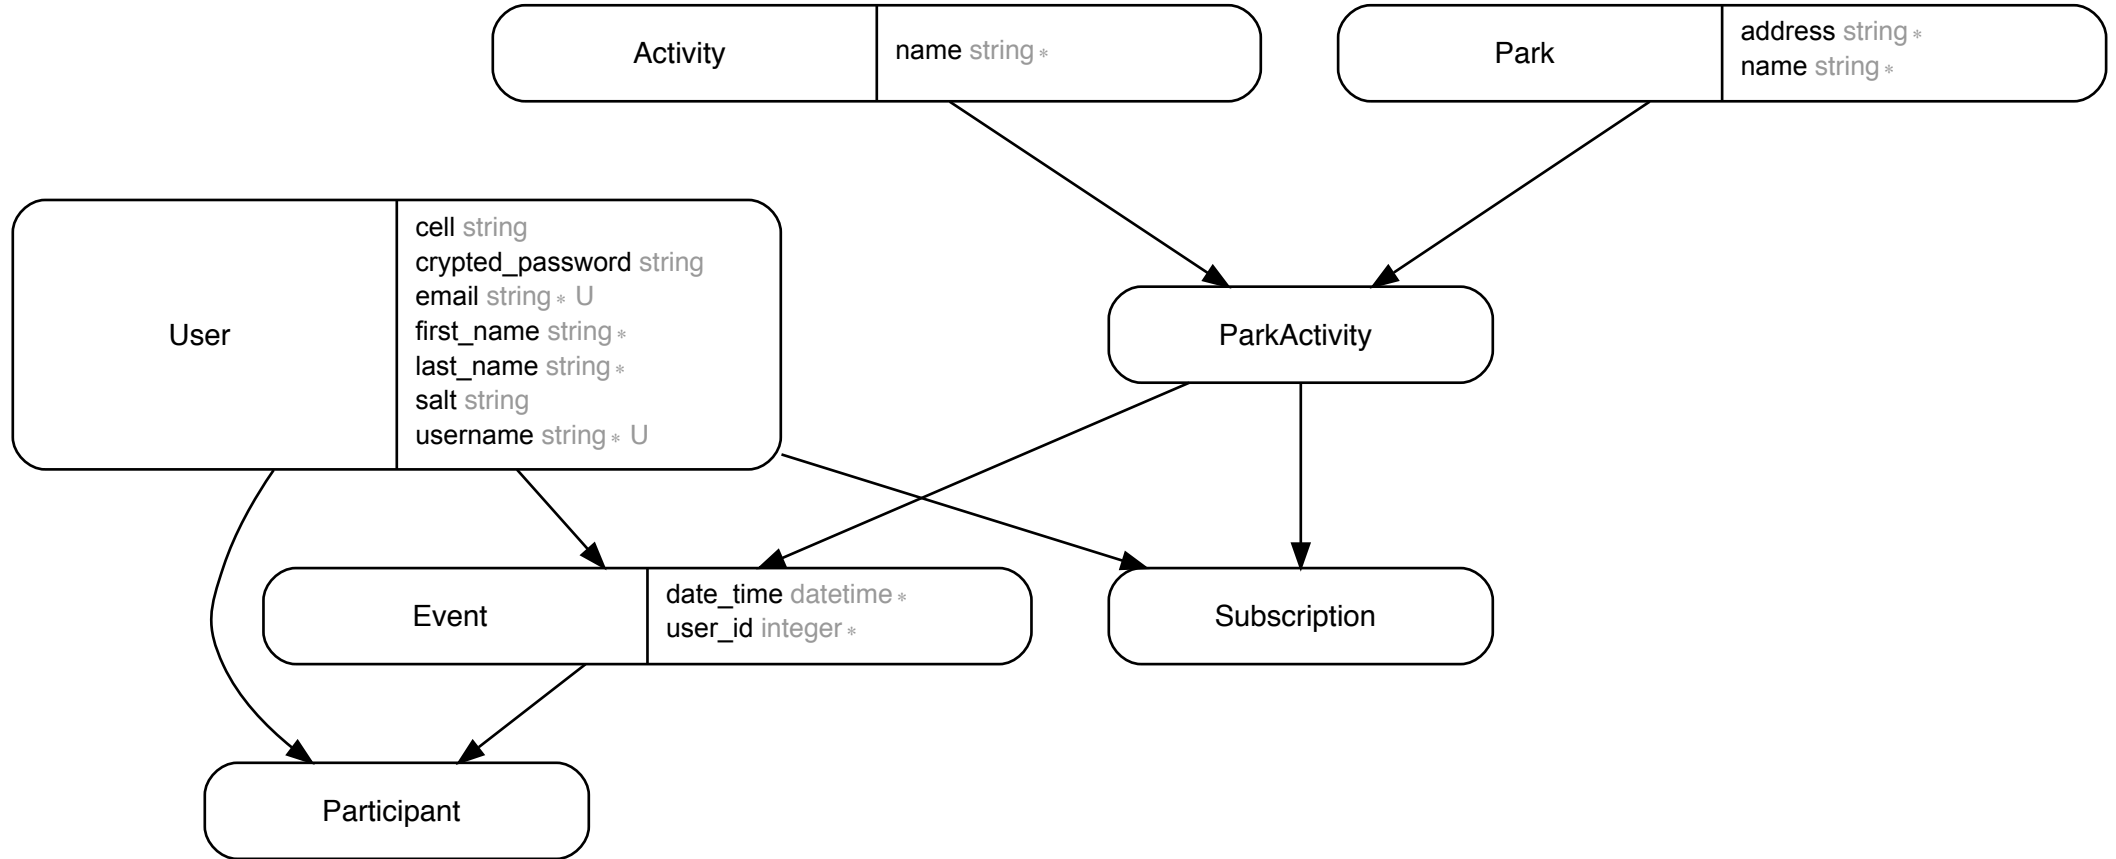 Activity
name string *
Park
address string *
name string *
User
cell string
crypted_password string
email string * U
first_name string *
last_name string *
salt string
username string * U
ParkActivity
Event
date_time datetime *
user_id integer *
Subscription
Participant